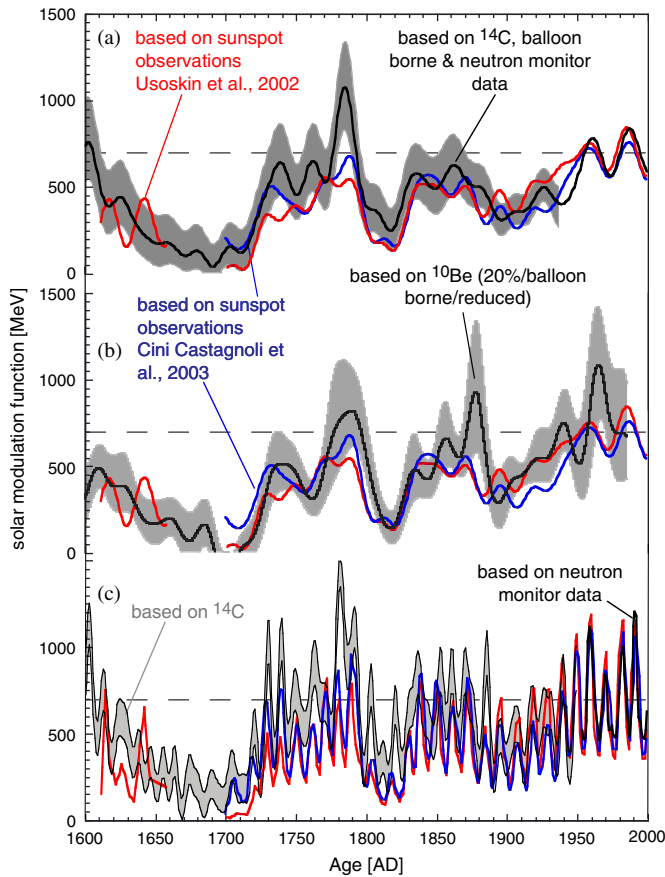 (a)
based on sunspot
observations
Usoskin et al., 2002
based on ¹⁴C, balloon
borne & neutron monitor
data
1500
1000
500
0
based on sunspot
observations
Cini Castagnoli et
al., 2003
based on ¹⁰Be (20%/balloon
borne/reduced)
(b)
1500
1000
500
0
solar modulation function [MeV]
(c)
based on ¹⁴C
based on neutron
monitor data
1000
500
0
1600
1650
1700
1750
1800
1850
1900
1950
2000
Age [AD]